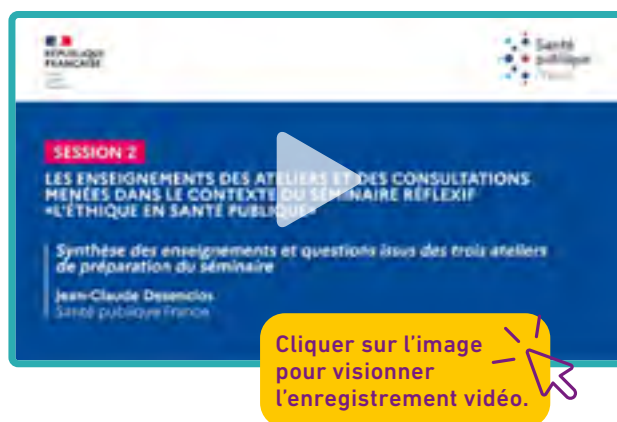 RÉPUBLIQUE
FRANÇAISE
Santé
publique
France
SESSION 2
LES ENSEIGNEMENTS DES ATELIERS ET DES CONSULTATIONS
MENÉES DANS LE CONTEXTE DU SÉMINAIRE RÉFLEXIF
«L'ÉTHIQUE EN SANTÉ PUBLIQUE»
Synthèse des enseignements et questions issus des trois ateliers
de préparation du séminaire
Jean-Claude Desenclos
Santé publique France
Cliquer sur l'image
pour visionner
l'enregistrement vidéo.